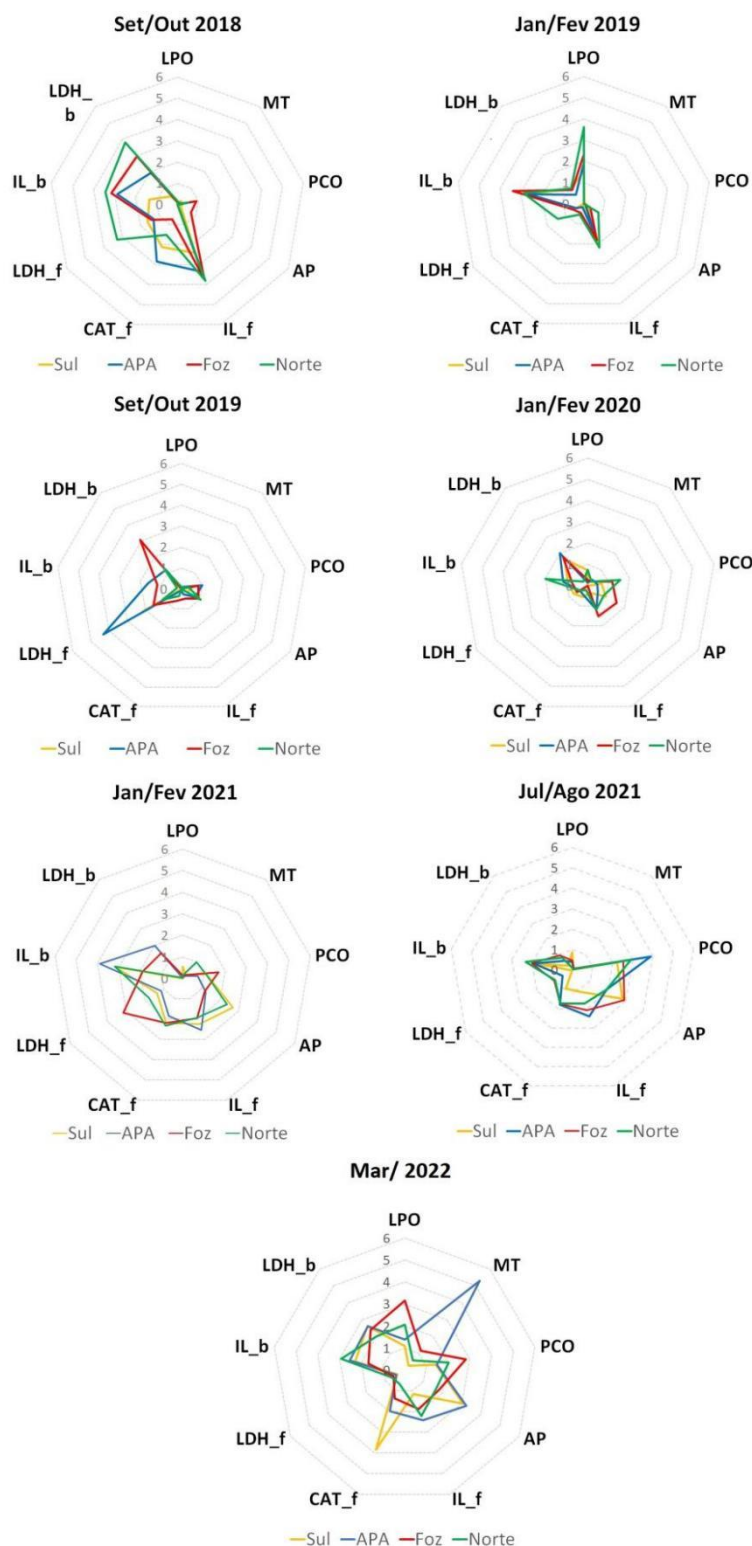 Set/Out 2018
LPO
MT
PCO
AP
IL_f
CAT_f
LDH_f
IL_b
LDH_
b
6
5
4
3
2
1
0
Sul APA Foz Norte
Jan/Fev 2019
LPO
MT
PCO
AP
IL_f
CAT_f
LDH_f
IL_b
LDH_b
6
5
4
3
2
1
0
Sul APA Foz Norte
Set/Out 2019
LPO
MT
PCO
AP
IL_f
CAT_f
LDH_f
IL_b
LDH_b
6
5
4
3
2
1
0
Sul APA Foz Norte
Jan/Fev 2020
LPO
MT
PCO
AP
IL_f
CAT_f
LDH_f
IL_b
LDH_b
6
5
4
3
2
Sul APA Foz Norte
Jan/Fev 2021
LPO
MT
PCO
AP
IL_f
CAT_f
LDH_f
IL_b
LDH_b
6
5
4
3
2
1
0
Sul APA Foz Norte
Jul/Ago 2021
LPO
MT
PCO
AP
IL_f
CAT_f
LDH_f
IL_b
LDH_b
6
5
4
3
2
1
0
Sul APA Foz Norte
Mar/ 2022
LPO
MT
PCO
AP
IL_f
CAT_f
LDH_f
IL_b
LDH_b
6
5
4
3
2
1
0
Sul APA Foz Norte